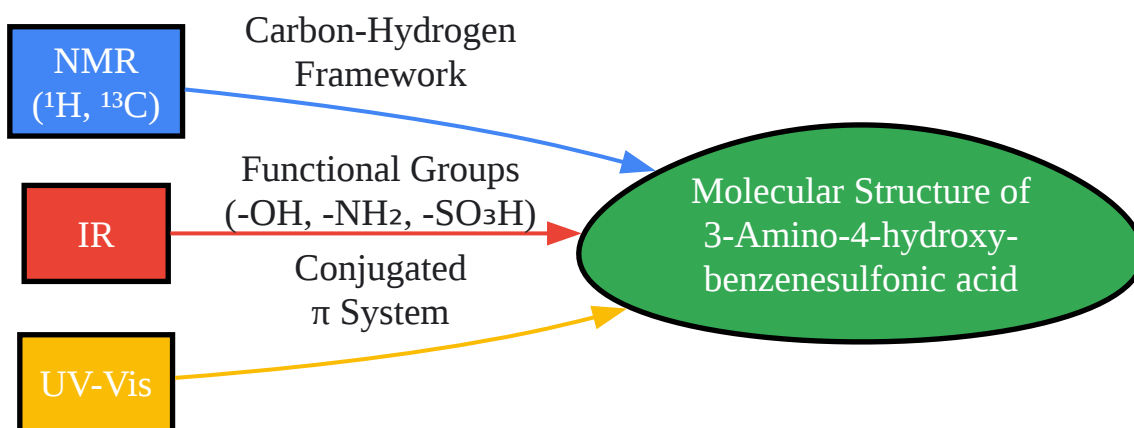 NMR
(¹H, ¹³C)
Carbon-Hydrogen
Framework
IR
Functional Groups
(-OH, -NH₂, -SO₃H)
UV-Vis
Conjugated
π System
Molecular Structure of
3-Amino-4-hydroxy-
benzenesulfonic acid